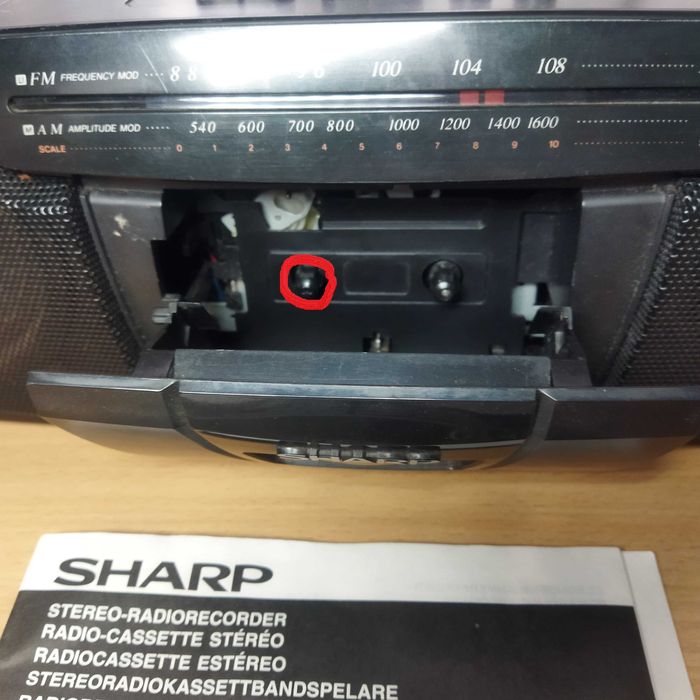 U FM FREQUENCY MOD 88 96 100 104 108
M AM AMPLITUDE MOD 540 600 700 800 1000 1200 1400 1600
SCALE 0 1 2 3 4 5 6 7 8 9 10
SHARP
SHARP
STEREO-RADIORECORDER
RADIO-CASSETTE STÉRÉO
RADIOCASSETTE ESTÉREO
STEREORADIOKASSETTBANDSPELARE